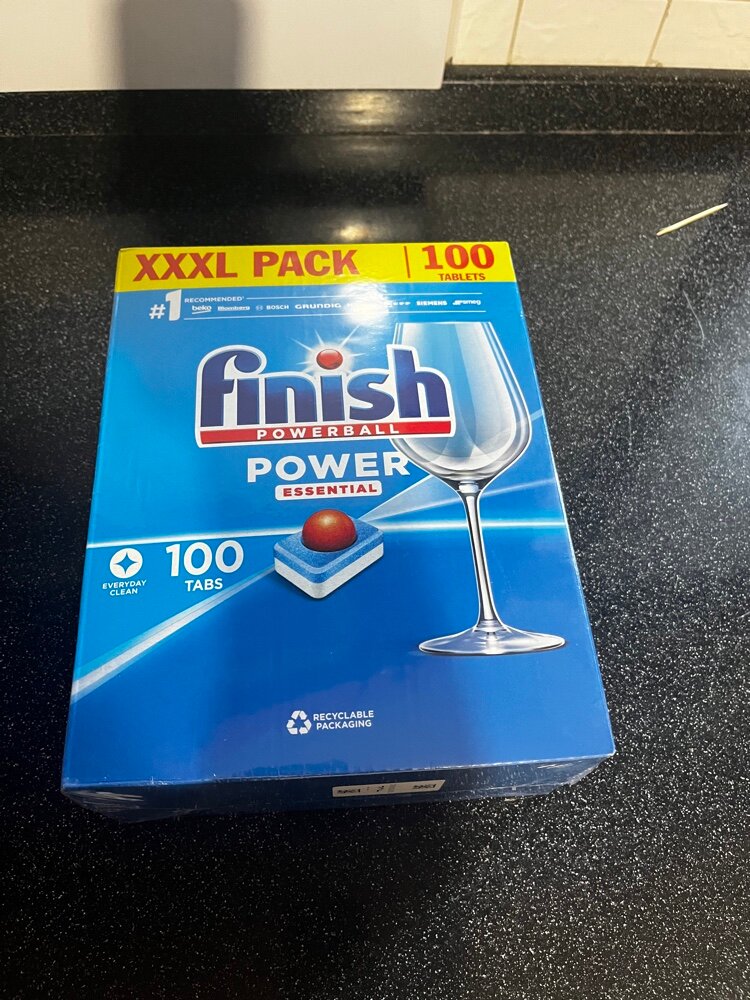 XXXL PACK | 100
TABLETS
#1 RECOMMENDED
beko Blomberg BOSCH GRUNDIG SIEMENS smeg
finish
POWERBALL
POWER
ESSENTIAL
EVERYDAY
CLEAN
100
TABS
RECYCLABLE
PACKAGING